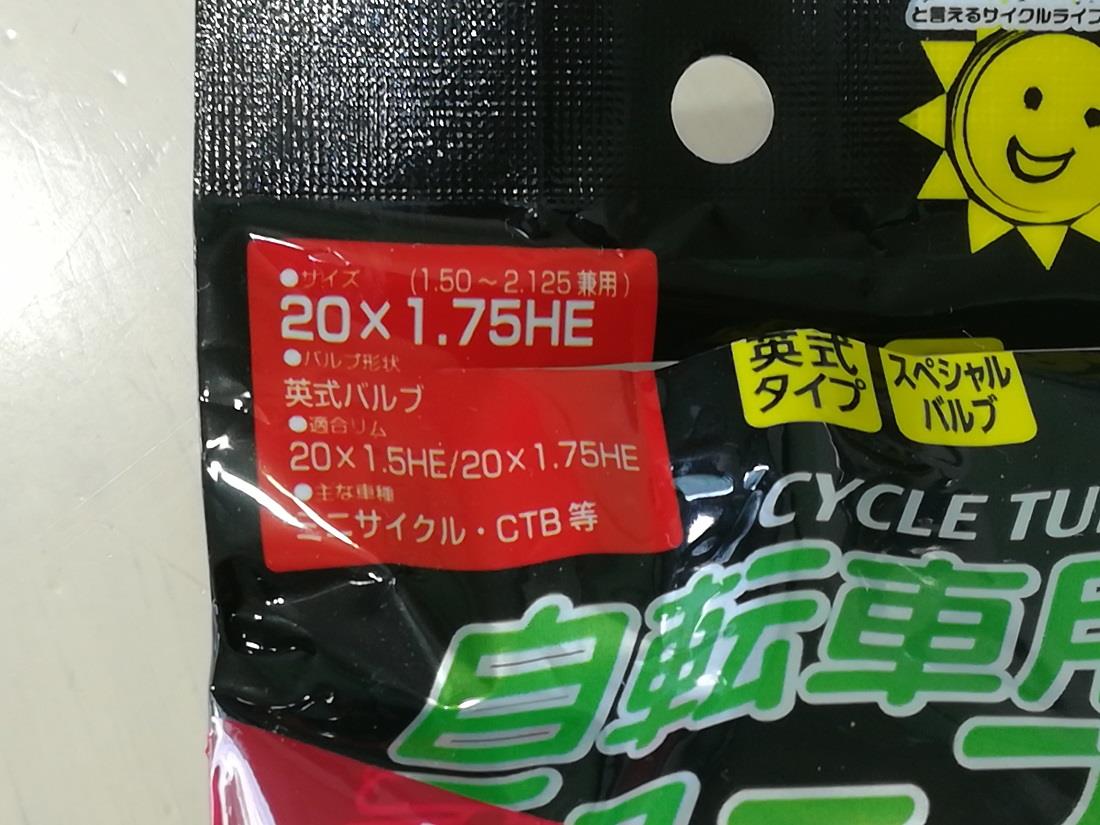 と言えるサイクルライフ
●サイズ (1.50～2.125兼用)
20×1.75HE
●バルブ形状
英式バルブ
●適合リム
20×1.5HE/20×1.75HE
●主な車種
ミニサイクル・CTB等
英式
タイプ
スペシャル
バルブ
CYCLE TU
自転車用